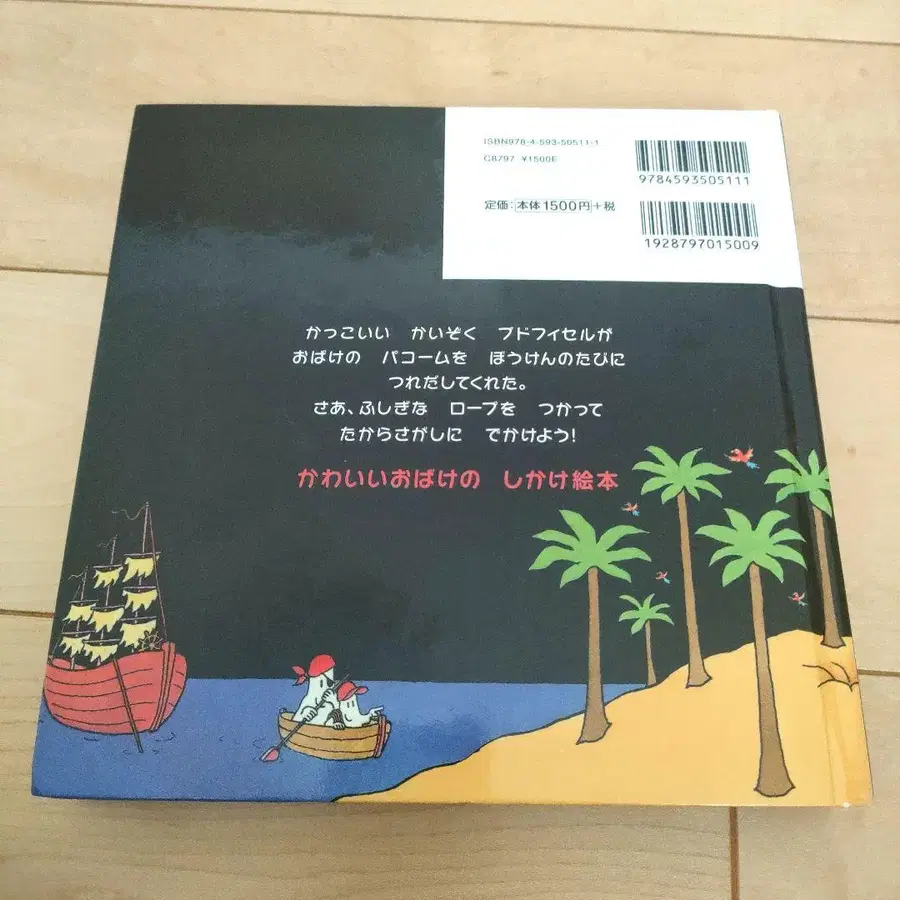 ISBN978-4-593-50511-1
C8797 ¥1500E
定価:本体1500円+税
9784593505111
1928797015009
かっこいい かいぞく ブドフィセルが
おばけの パコームを ぼうけんのたびに
つれだしてくれた。
さあ、ふしぎな ロープを つかって
たからさがしに でかけよう!
かわいいおばけの しかけ絵本